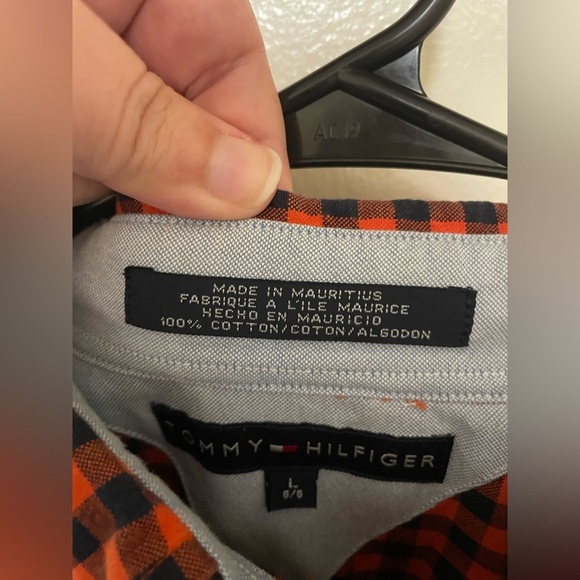 MADE IN MAURITIUS
FABRIQUE A L'ILE MAURICE
HECHO EN MAURICIO
100% COTTON/COTON/ALGODON
TOMMY HILFIGER
L
G/G